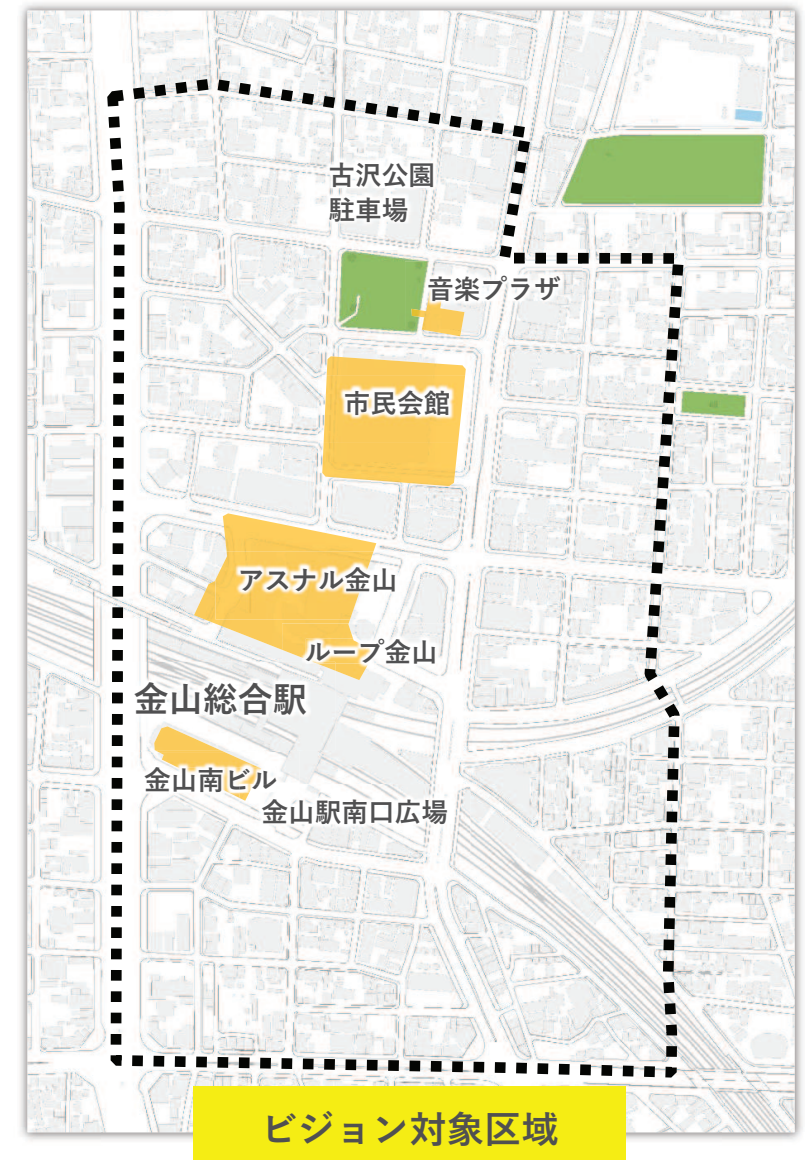 古沢公園
駐車場
音楽プラザ
市民会館
アスナル金山
ループ金山
金山総合駅
金山南ビル
金山駅南口広場
ビジョン対象区域